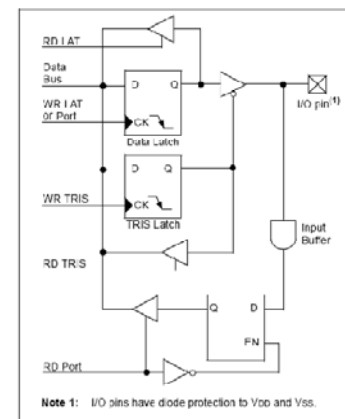 RD LAT
Data
Bus
WR LAT
or Port
D Q
CK
Data Latch
I/O pin(1)
D Q
CK
TRIS Latch
WR TRIS
Input
Buffer
RD TRIS
Q D
EN
RD Port
Note 1: I/O pins have diode protection to VDD and VSS.